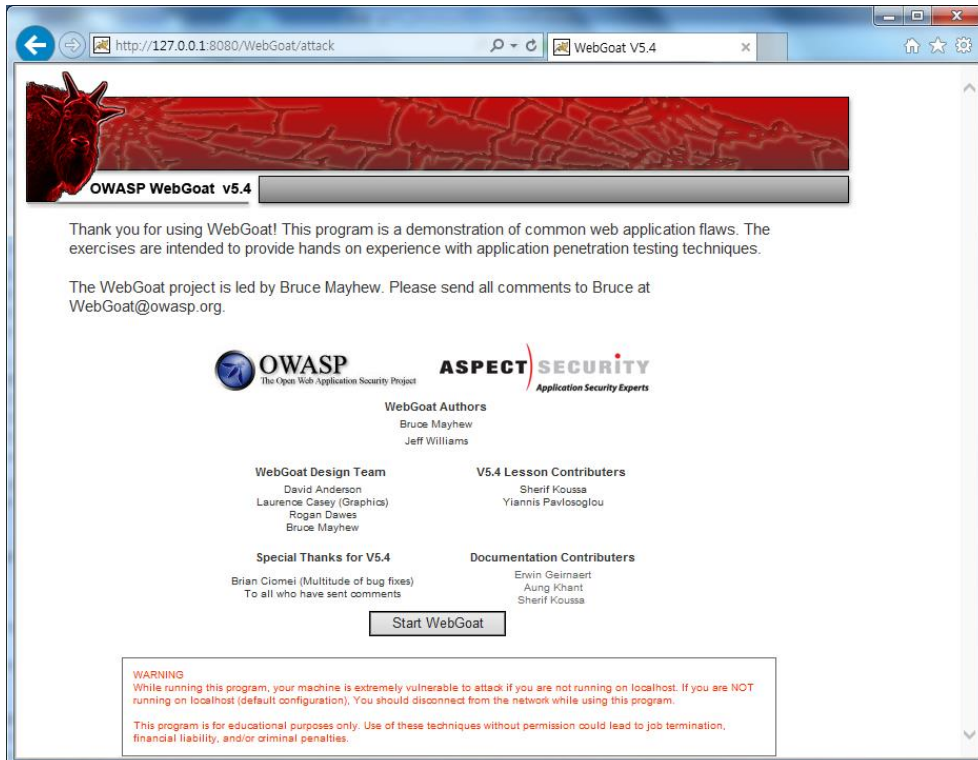 http://127.0.0.1:8080/WebGoat/attack
WebGoat V5.4
OWASP WebGoat v5.4
Thank you for using WebGoat! This program is a demonstration of common web application flaws. The
exercises are intended to provide hands on experience with application penetration testing techniques.
The WebGoat project is led by Bruce Mayhew. Please send all comments to Bruce at
WebGoat@owasp.org.
OWASP
The Open Web Application Security Project
ASPECT SECURITY
Application Security Experts
WebGoat Authors
Bruce Mayhew
Jeff Williams
WebGoat Design Team
David Anderson
Laurence Casey (Graphics)
Rogan Dawes
Bruce Mayhew
V5.4 Lesson Contributers
Sherif Koussa
Yiannis Pavlosoglou
Special Thanks for V5.4
Brian Ciomei (Multitude of bug fixes)
To all who have sent comments
Documentation Contributers
Erwin Geirnaert
Aung Khant
Sherif Koussa
Start WebGoat
WARNING
While running this program, your machine is extremely vulnerable to attack if you are not running on localhost. If you are NOT
running on localhost (default configuration), You should disconnect from the network while using this program.
This program is for educational purposes only. Use of these techniques without permission could lead to job termination,
financial liability, and/or criminal penalties.